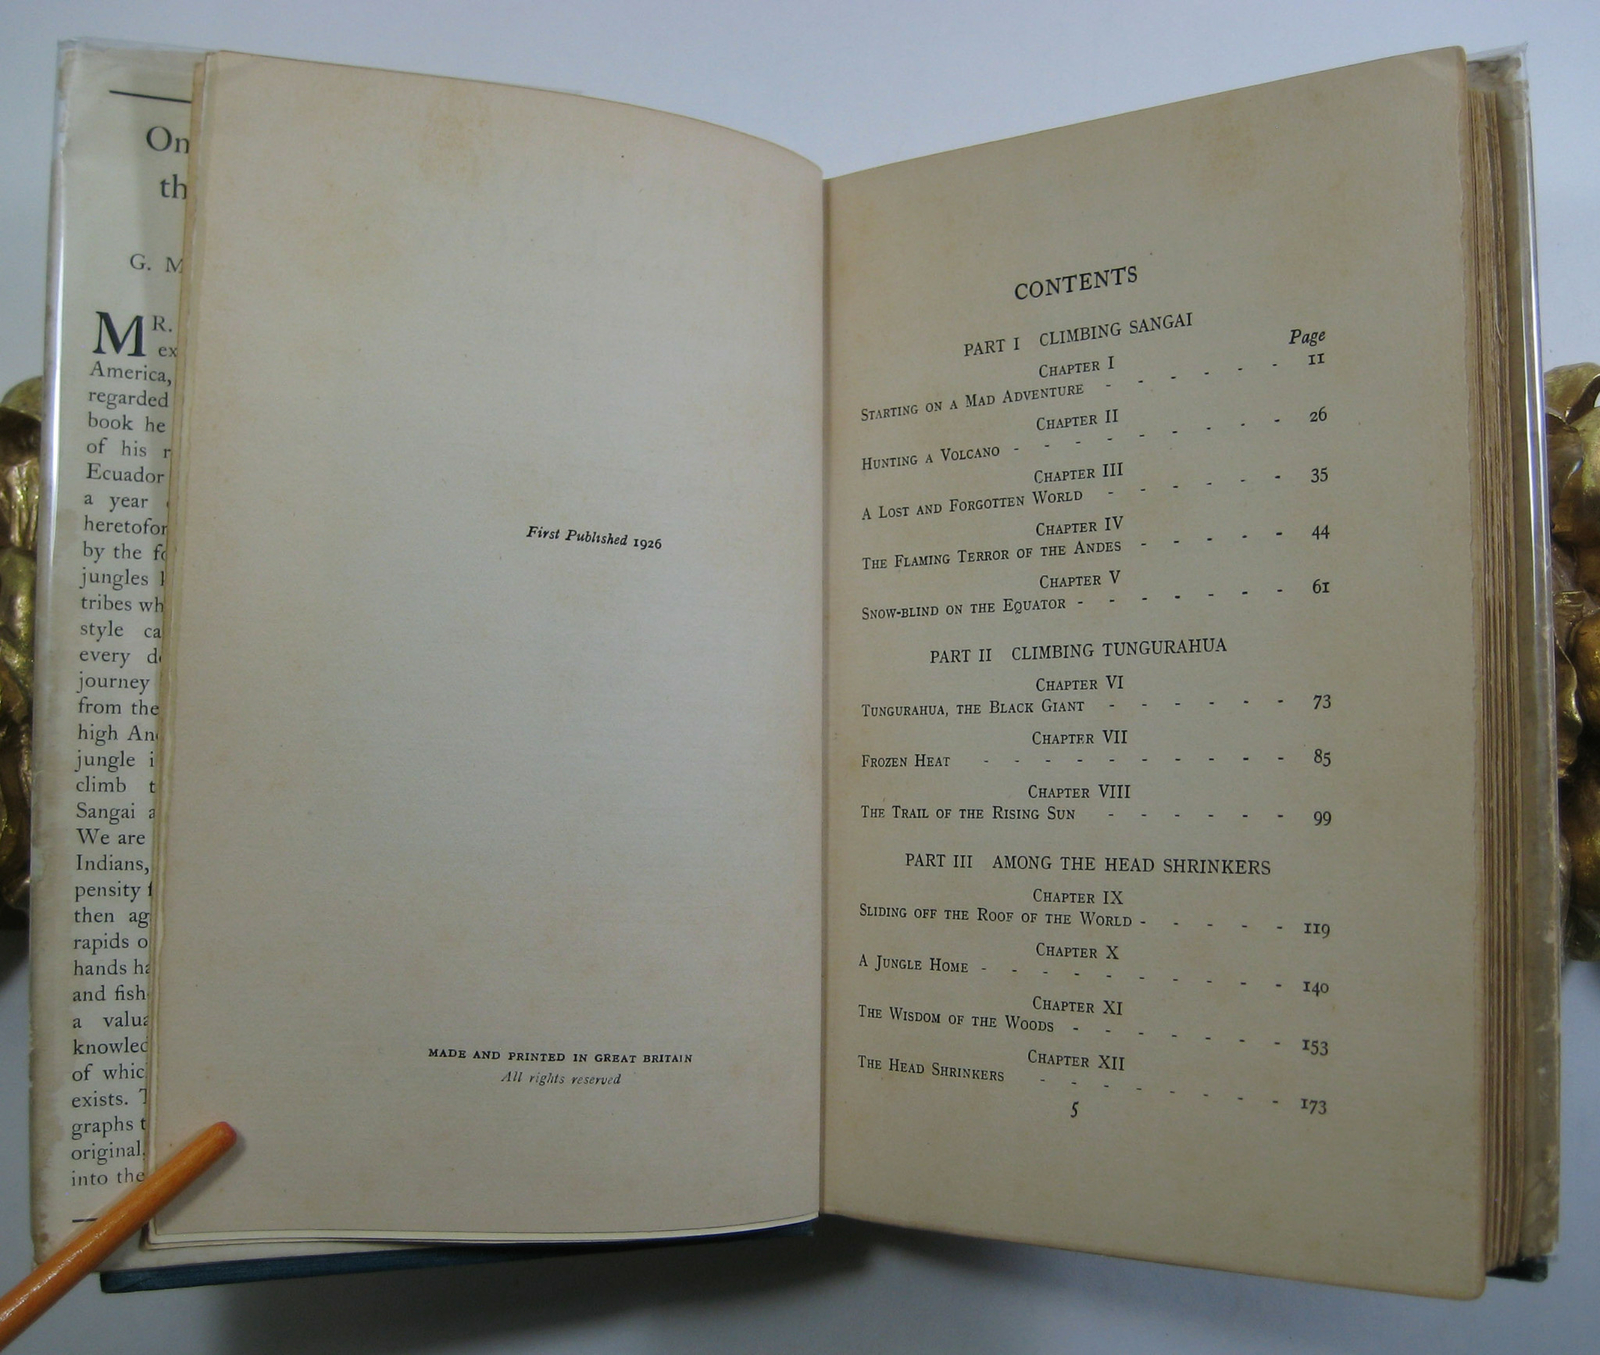 On
th
G. M
MR.
ex
America,
regarded
book he
of his r
Ecuador
a year
heretofor
by the fo
jungles
tribes wh
style ca
every d
journey
from the
high An
jungle i
climb t
Sangai a
We are
Indians,
pensity f
then ag
rapids o
hands ha
and fish
a valua
knowled
of whic
exists. T
graphs t
original,
into the
First Published 1926
MADE AND PRINTED IN GREAT BRITAIN
All rights reserved
CONTENTS
PART I CLIMBING SANGAI
Page
CHAPTER I
STARTING ON A MAD ADVENTURE - - - - - - 11
CHAPTER II
HUNTING A VOLCANO - - - - - - - - - 26
CHAPTER III
A LOST AND FORGOTTEN WORLD - - - - - - 35
CHAPTER IV
THE FLAMING TERROR OF THE ANDES - - - - - 44
CHAPTER V
SNOW-BLIND ON THE EQUATOR - - - - - - - 61
PART II CLIMBING TUNGURAHUA
CHAPTER VI
TUNGURAHUA, THE BLACK GIANT - - - - - - 73
CHAPTER VII
FROZEN HEAT - - - - - - - - - - 85
CHAPTER VIII
THE TRAIL OF THE RISING SUN - - - - - - 99
PART III AMONG THE HEAD SHRINKERS
CHAPTER IX
SLIDING OFF THE ROOF OF THE WORLD - - - - - 119
CHAPTER X
A JUNGLE HOME - - - - - - - - - - 140
CHAPTER XI
THE WISDOM OF THE WOODS - - - - - - - 153
CHAPTER XII
THE HEAD SHRINKERS - - - - - - - - 173
5